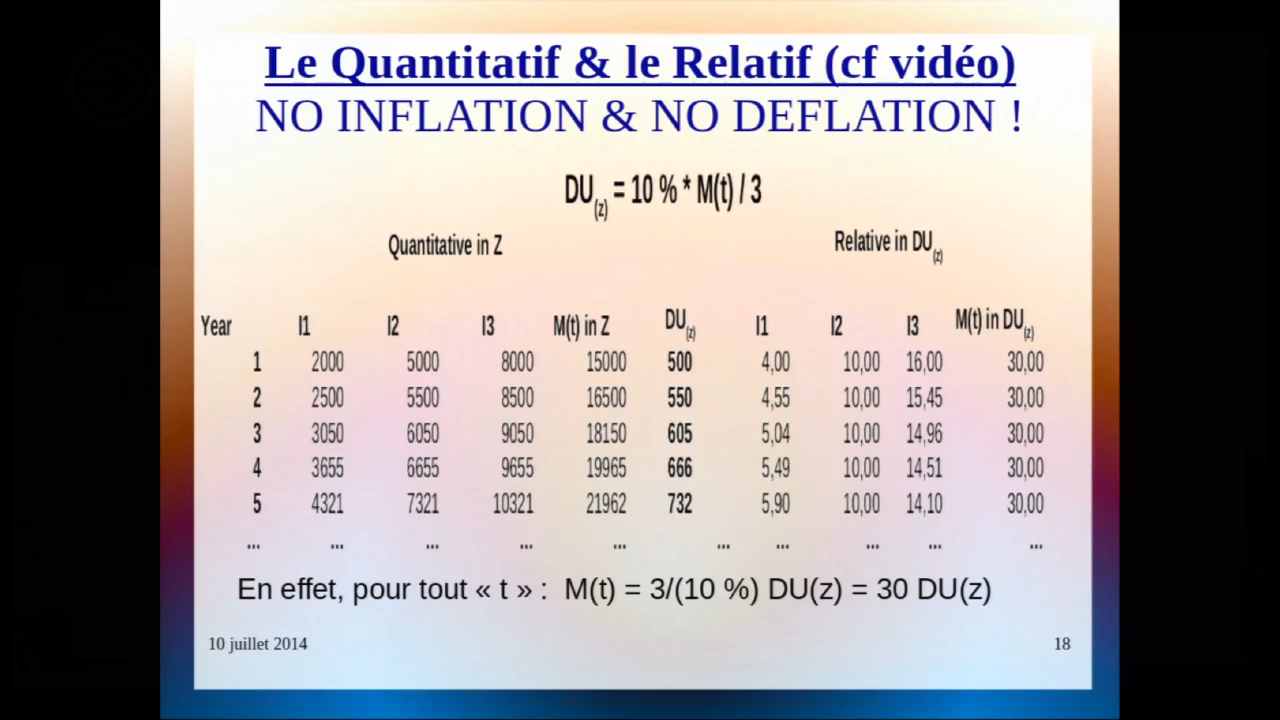 Le Quantitatif & le Relatif (cf vidéo)
NO INFLATION & NO DEFLATION !
DU(z) = 10 % * M(t) / 3
Quantitative in Z Relative in DU(z)
Year I1 I2 I3 M(t) in Z DU(z) I1 I2 I3 M(t) in DU(z)
1 2000 5000 8000 15000 500 4,00 10,00 16,00 30,00
2 2500 5500 8500 16500 550 4,55 10,00 15,45 30,00
3 3050 6050 9050 18150 605 5,04 10,00 14,96 30,00
4 3655 6655 9655 19965 666 5,49 10,00 14,51 30,00
5 4321 7321 10321 21962 732 5,90 10,00 14,10 30,00
... ... ... ... ... ... ... ... ... ...
En effet, pour tout « t » : M(t) = 3/(10 %) DU(z) = 30 DU(z)
10 juillet 2014 18